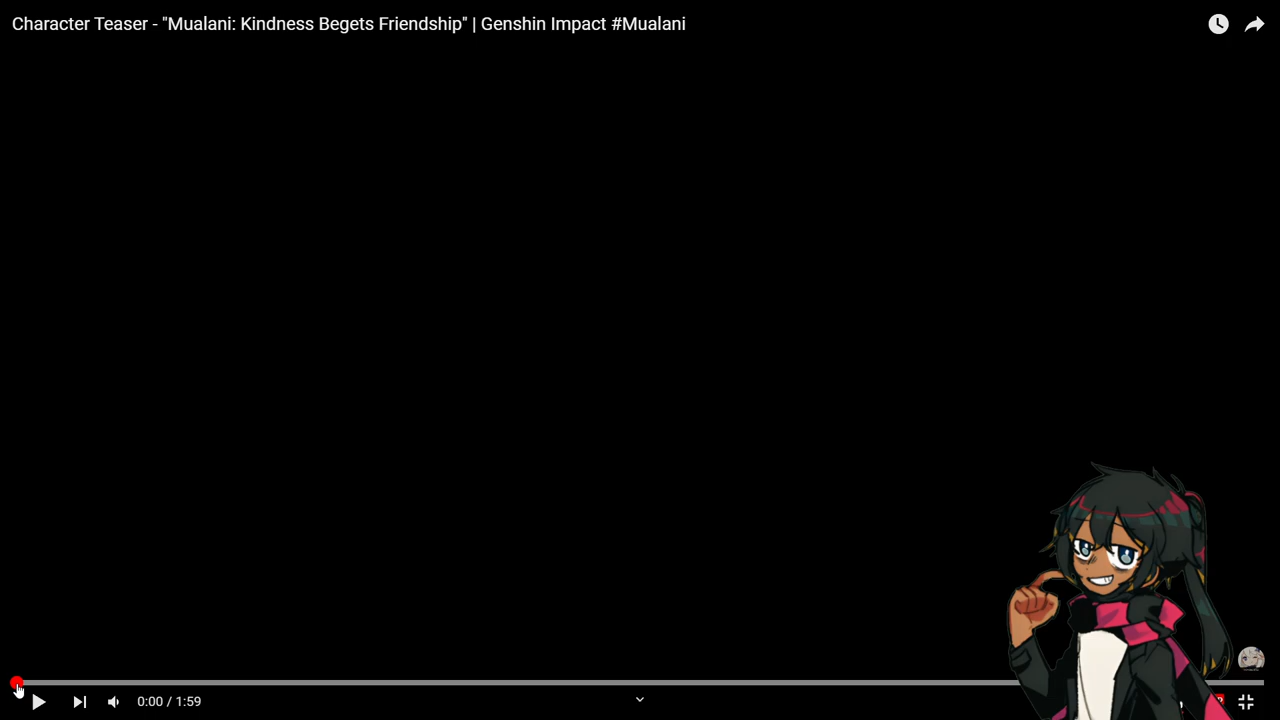 Character Teaser - "Mualani: Kindness Begets Friendship" | Genshin Impact #Mualani
0:00 / 1:59